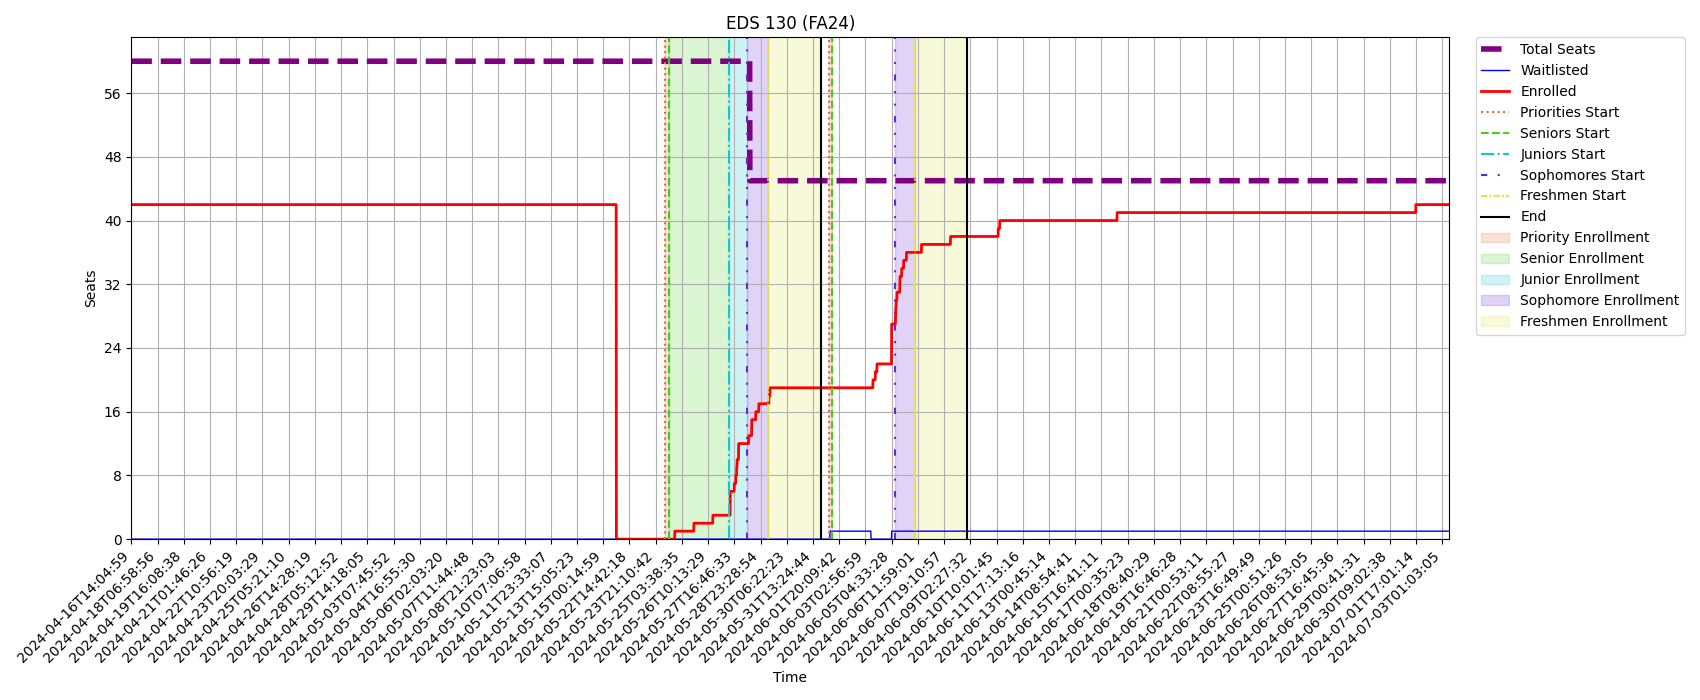 EDS 130 (FA24)
Total Seats
Waitlisted
Enrolled
Priorities Start
Seniors Start
Juniors Start
Sophomores Start
Freshmen Start
End
Priority Enrollment
Senior Enrollment
Junior Enrollment
Sophomore Enrollment
Freshmen Enrollment
Seats
56
48
40
32
24
16
8
0
2024-04-16T14:04:59
2024-04-18T06:58:56
2024-04-19T16:08:38
2024-04-21T01:46:26
2024-04-22T10:56:19
2024-04-23T20:03:29
2024-04-25T05:21:10
2024-04-26T14:28:19
2024-04-28T05:12:52
2024-04-29T14:18:05
2024-05-03T07:45:52
2024-05-04T16:55:30
2024-05-06T02:03:20
2024-05-07T11:44:48
2024-05-08T21:23:03
2024-05-10T07:06:58
2024-05-11T23:33:07
2024-05-13T15:05:23
2024-05-15T00:14:59
2024-05-22T14:42:18
2024-05-23T21:10:42
2024-05-25T03:38:35
2024-05-26T10:13:29
2024-05-27T16:46:33
2024-05-28T23:28:54
2024-05-30T06:22:23
2024-05-31T13:24:44
2024-06-01T20:09:42
2024-06-03T02:56:59
2024-06-05T04:33:28
2024-06-06T11:59:01
2024-06-07T19:10:57
2024-06-09T02:27:32
2024-06-10T10:01:45
2024-06-11T17:13:16
2024-06-13T00:45:14
2024-06-14T08:54:41
2024-06-15T16:41:11
2024-06-17T00:35:23
2024-06-18T08:40:29
2024-06-19T16:46:28
2024-06-21T00:53:11
2024-06-22T08:55:27
2024-06-23T16:49:49
2024-06-25T00:51:26
2024-06-26T08:53:05
2024-06-27T16:45:36
2024-06-29T00:41:31
2024-06-30T09:02:38
2024-07-01T17:01:14
2024-07-03T01:03:05
Time